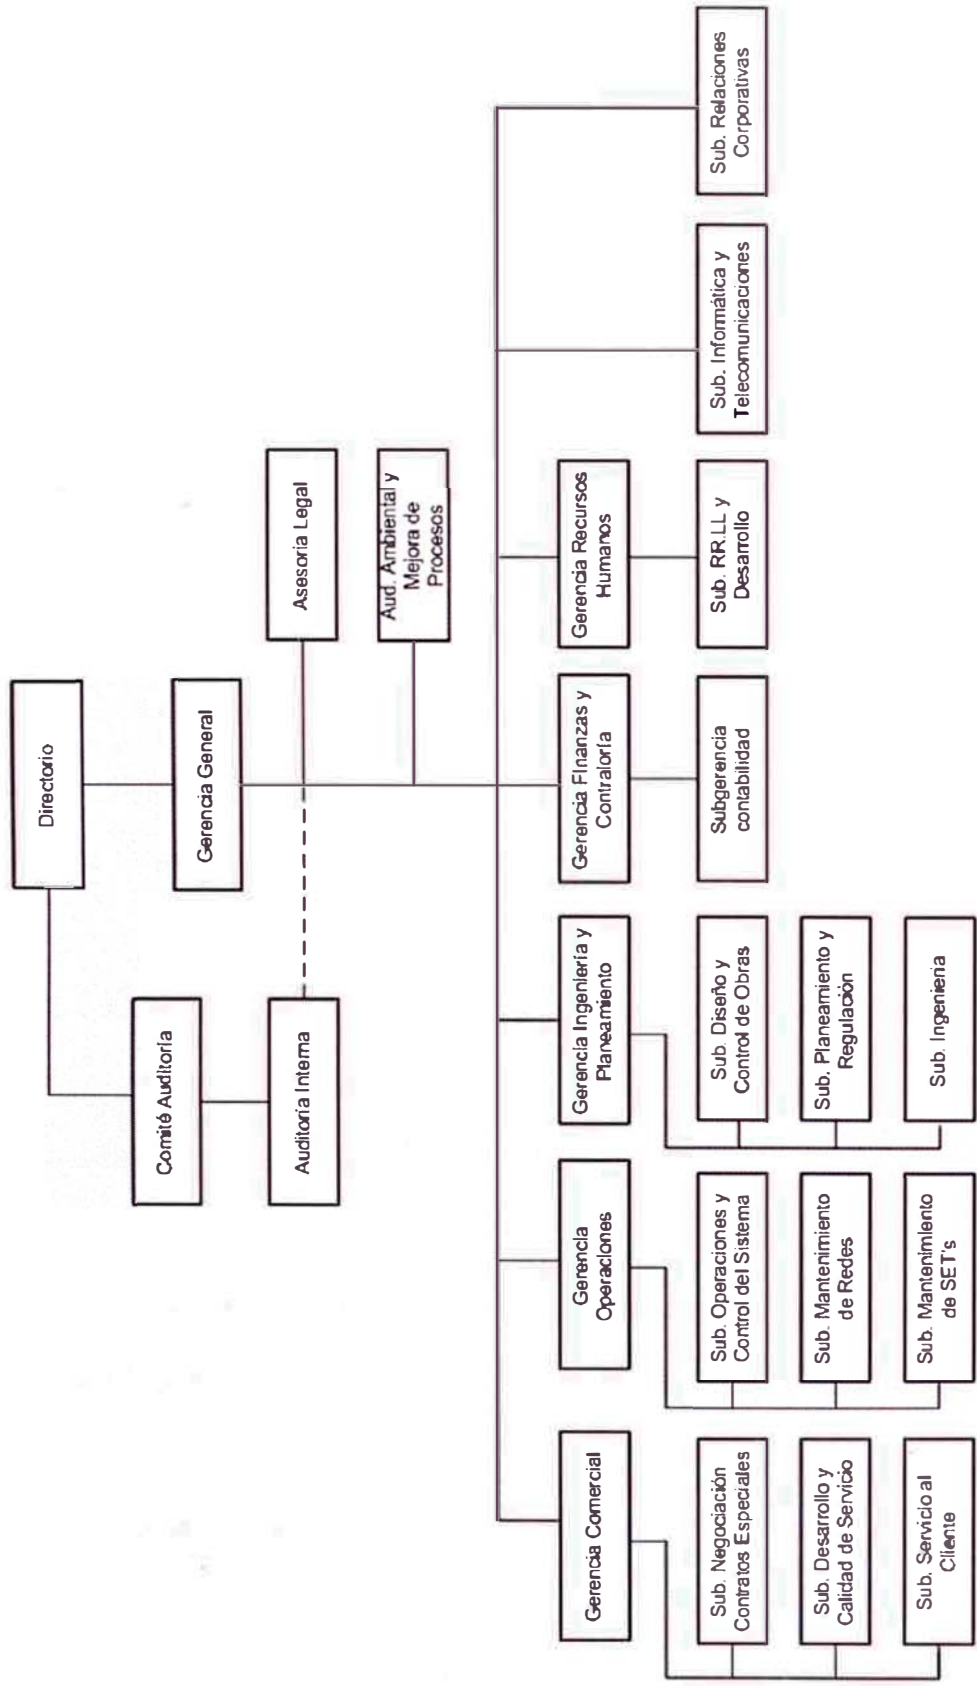 Directorio
Comité Auditoría
Gerencia General
Auditoria Interna
Asesoria Legal
Aud. Ambiental y
Mejora de
Procesos
Gerencia Comercial
Gerencia
Operaciones
Gerencia Ingeniería y
Planeamiento
Gerencia Finanzas y
Contraloría
Gerencia Recursos
Humanos
Sub. Negociación
Contratos Especiales
Sub. Operaciones y
Control del Sistema
Sub. Diseño y
Control de Obras
Subgerencia
contabilidad
Sub. RR.LL y
Desarrollo
Sub. Informática y
Telecomunicaciones
Sub. Relaciones
Corporativas
Sub. Desarrollo y
Calidad de Servicio
Sub. Mantenimiento
de Redes
Sub. Planeamiento y
Regulación
Sub. Servicio al
Cliente
Sub. Mantenimiento
de SET's
Sub. Ingenieria